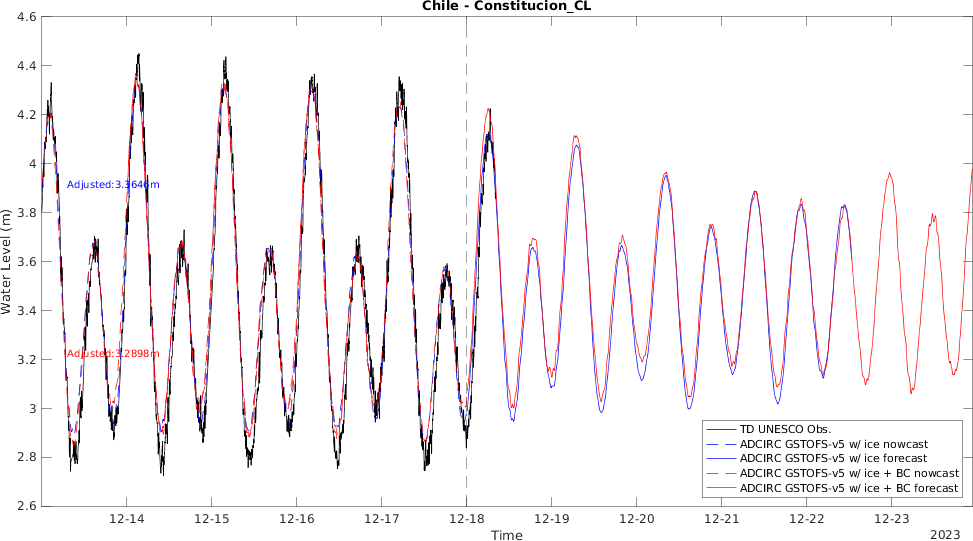 Chile - Constitucion_CL
4.6
4.4
4.2
4
3.8
3.6
3.4
3.2
3
2.8
2.6
Water Level (m)
Adjusted:3.3646m
Adjusted:3.2898m
TD UNESCO Obs.
ADCIRC GSTOFS-v5 w/ ice nowcast
ADCIRC GSTOFS-v5 w/ ice forecast
ADCIRC GSTOFS-v5 w/ ice + BC nowcast
ADCIRC GSTOFS-v5 w/ ice + BC forecast
12-14 12-15 12-16 12-17 12-18 12-19 12-20 12-21 12-22 12-23
Time
2023